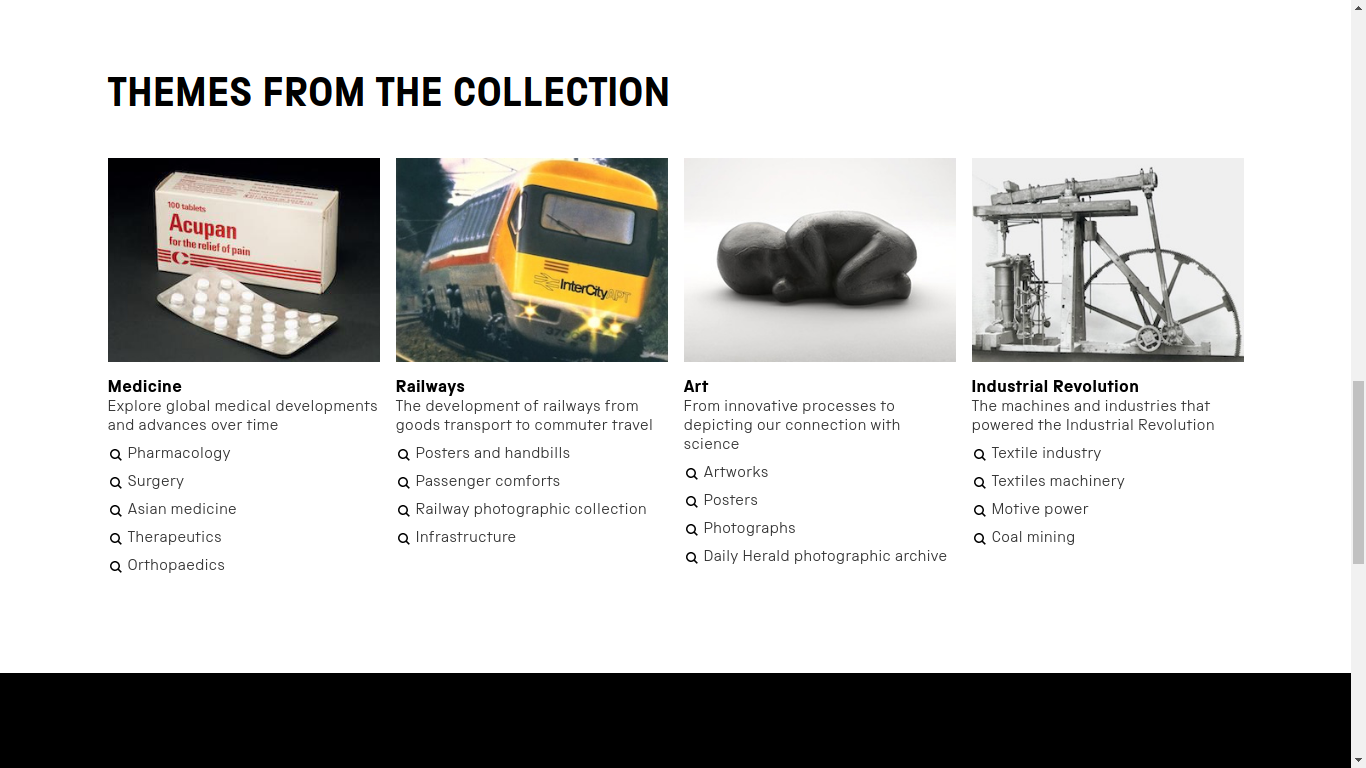 THEMES FROM THE COLLECTION
100 tablets
Acupan
for the relief of pain
InterCity APT
Medicine
Explore global medical developments
and advances over time
Pharmacology
Surgery
Asian medicine
Therapeutics
Orthopaedics
Railways
The development of railways from
goods transport to commuter travel
Posters and handbills
Passenger comforts
Railway photographic collection
Infrastructure
Art
From innovative processes to
depicting our connection with
science
Artworks
Posters
Photographs
Daily Herald photographic archive
Industrial Revolution
The machines and industries that
powered the Industrial Revolution
Textile industry
Textiles machinery
Motive power
Coal mining